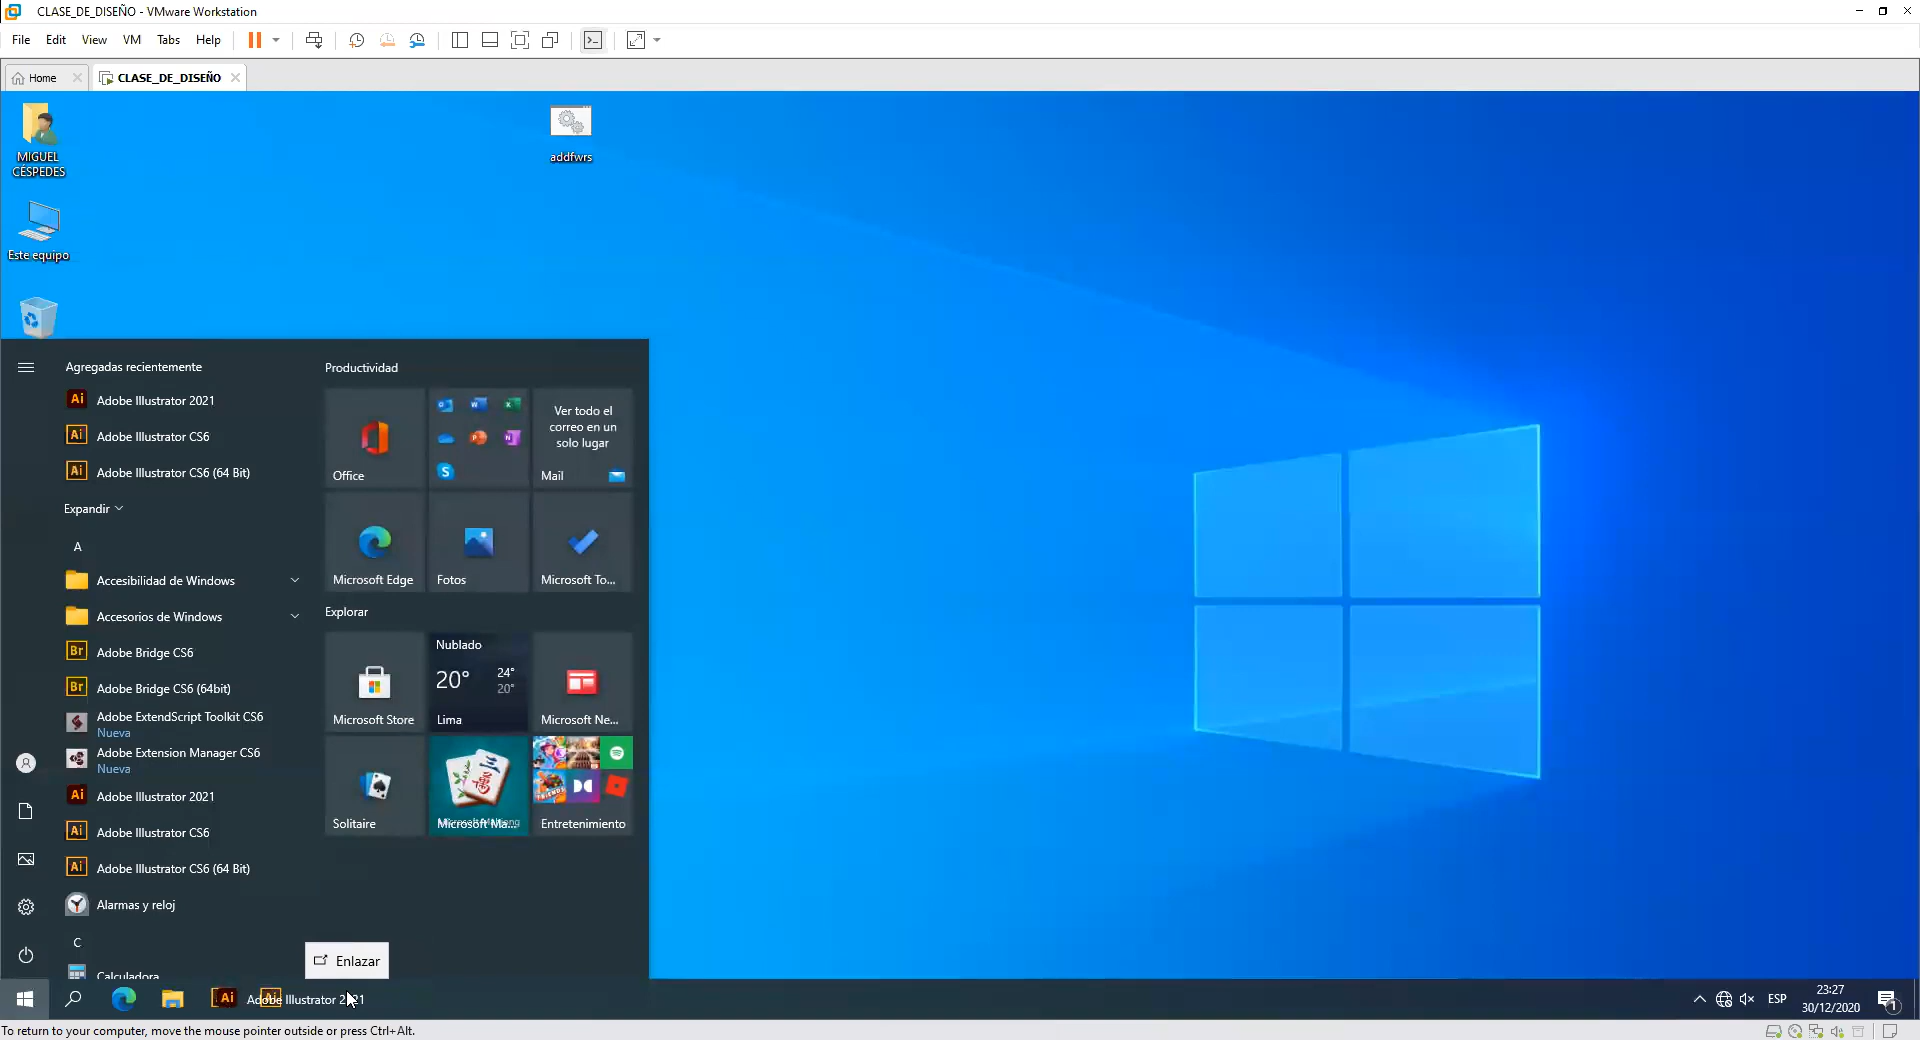 CLASE_DE_DISEÑO - VMware Workstation
File Edit View VM Tabs Help
Home
CLASE_DE_DISEÑO
MIGUEL
CÉSPEDES
addfwrs
Este equipo
Agregadas recientemente
Adobe Illustrator 2021
Adobe Illustrator CS6
Adobe Illustrator CS6 (64 Bit)
Expandir
A
Accesibilidad de Windows
Accesorios de Windows
Adobe Bridge CS6
Adobe Bridge CS6 (64bit)
Adobe ExtendScript Toolkit CS6
Nueva
Adobe Extension Manager CS6
Nueva
Adobe Illustrator 2021
Adobe Illustrator CS6
Adobe Illustrator CS6 (64 Bit)
Alarmas y reloj
C
Calculadora
Productividad
Office
Ver todo el
correo en un
solo lugar
Mail
Microsoft Edge
Fotos
Microsoft To...
Explorar
Microsoft Store
Nublado
20° 24°
20°
Lima
Microsoft Ne...
Solitaire
Microsoft Ma...
Entretenimiento
Enlazar
Adobe Illustrator 2021
ESP
23:27
30/12/2020
1
To return to your computer, move the mouse pointer outside or press Ctrl+Alt.